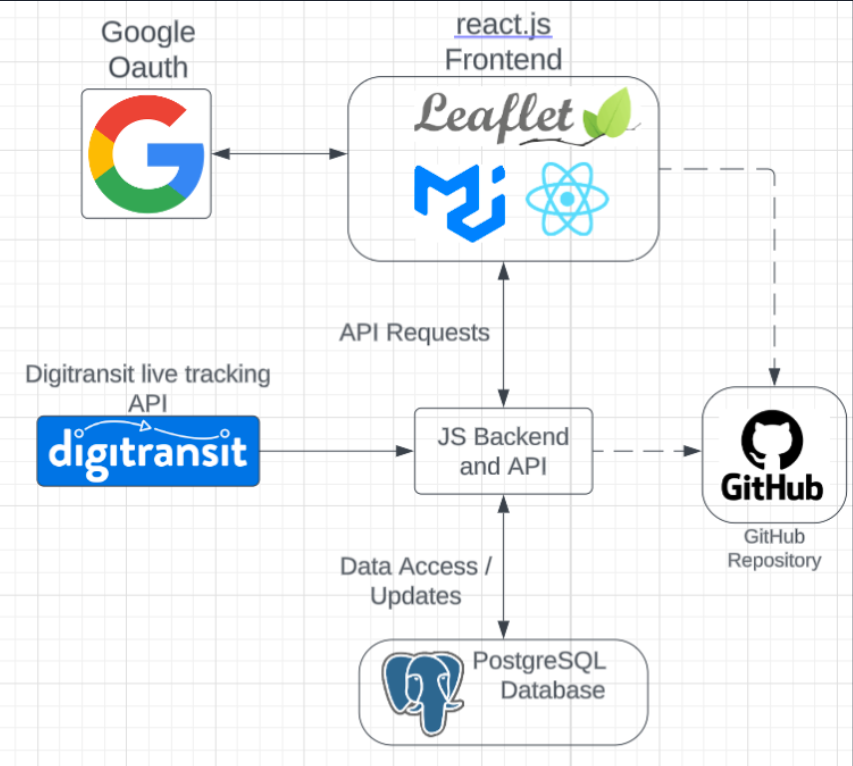 Google
Oauth
react.js
Frontend
Leaflet
API Requests
Digitransit live tracking
API
digitransit
JS Backend
and API
GitHub
GitHub
Repository
Data Access /
Updates
PostgreSQL
Database